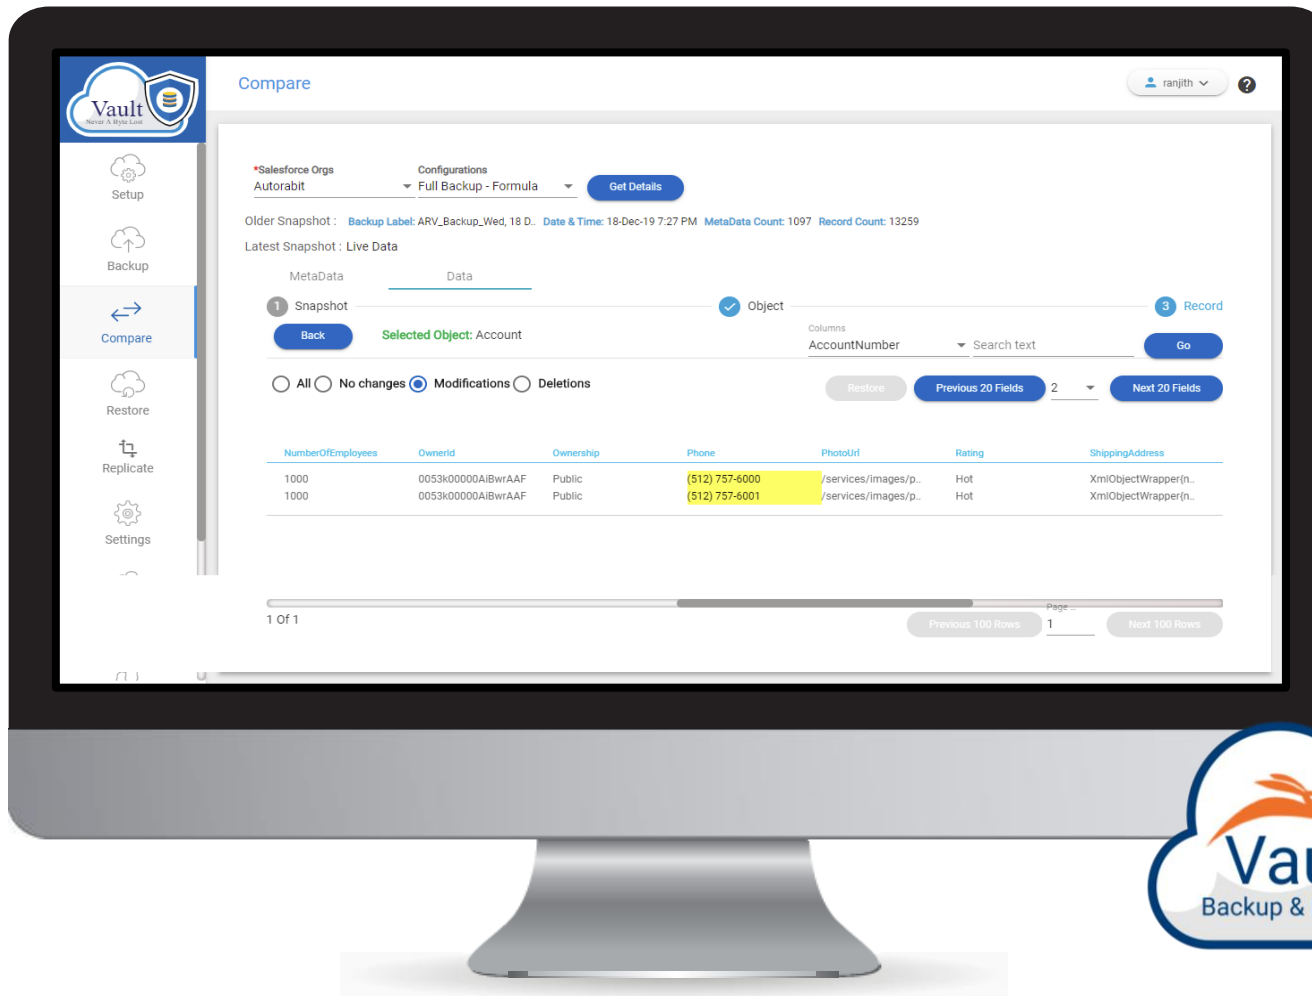 Vault
Never A Byte Lost
Compare
ranjith
?
Setup
Backup
Compare
Restore
Replicate
Settings
*Salesforce Orgs
Configurations
Autorabit
Full Backup - Formula
Get Details
Older Snapshot : Backup Label: ARV_Backup_Wed, 18 D.. Date & Time: 18-Dec-19 7:27 PM MetaData Count: 1097 Record Count: 13259
Latest Snapshot : Live Data
MetaData Data
1 Snapshot Object 3 Record
Back Selected Object: Account
Columns
AccountNumber Search text Go
All No changes Modifications Deletions Restore Previous 20 Fields 2 Next 20 Fields
NumberOfEmployees OwnerId Ownership Phone PhotoUrl Rating ShippingAddress
1000 0053k00000AiBwrAAF Public (512) 757-6000 /services/images/p.. Hot XmlObjectWrapper{n..
1000 0053k00000AiBwrAAF Public (512) 757-6001 /services/images/p.. Hot XmlObjectWrapper{n..
1 Of 1
Page ...
Previous 100 Rows 1 Next 100 Rows
Vau
Backup &